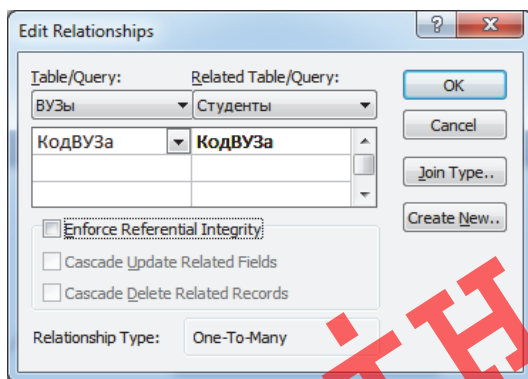 Edit Relationships
Table/Query: Related Table/Query:
ВУЗы Студенты
OK
КодВУЗа КодВУЗа
Cancel
Join Type..
Create New..
Enforce Referential Integrity
Cascade Update Related Fields
Cascade Delete Related Records
Relationship Type: One-To-Many